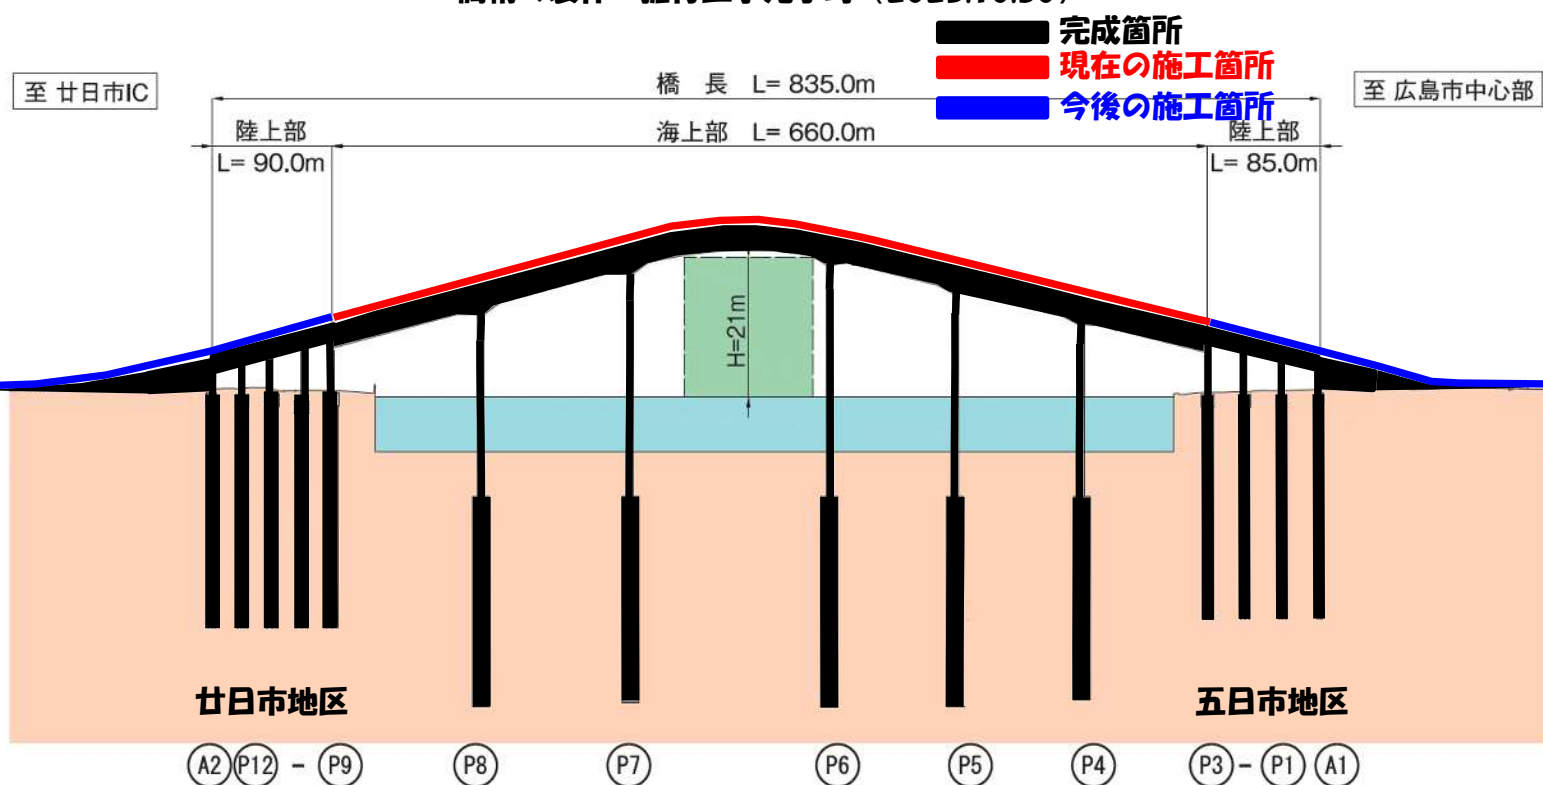 完成箇所
現在の施工箇所
今後の施工箇所
至 廿日市IC
橋 長 L= 835.0m
至 広島市中心部
陸上部
L= 90.0m
海上部 L= 660.0m
陸上部
L= 85.0m
H=21m
廿日市地区
五日市地区
A2 P12 - P9 P8 P7 P6 P5 P4 P3 - P1 A1